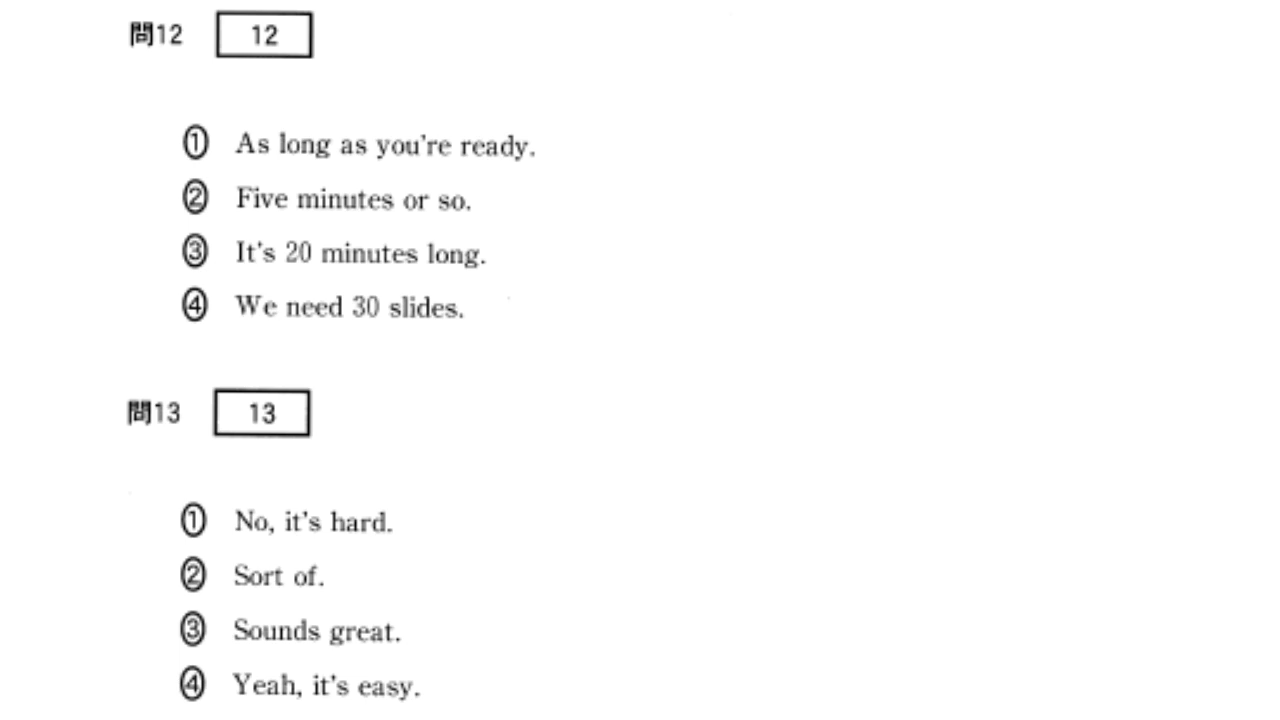 問12 12
① As long as you're ready.
② Five minutes or so.
③ It's 20 minutes long.
④ We need 30 slides.
問13 13
① No, it's hard.
② Sort of.
③ Sounds great.
④ Yeah, it's easy.